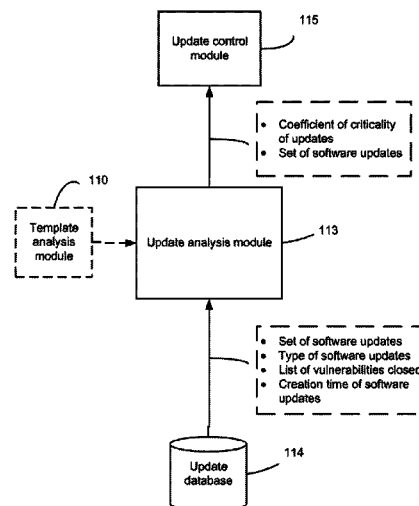 115
Update control
module
• Coefficient of criticality
of updates
• Set of software updates
110
Template
analysis
module
Update analysis module
113
• Set of software updates
• Type of software updates
• List of vulnerabilities closed
• Creation time of software
updates
Update
database
114